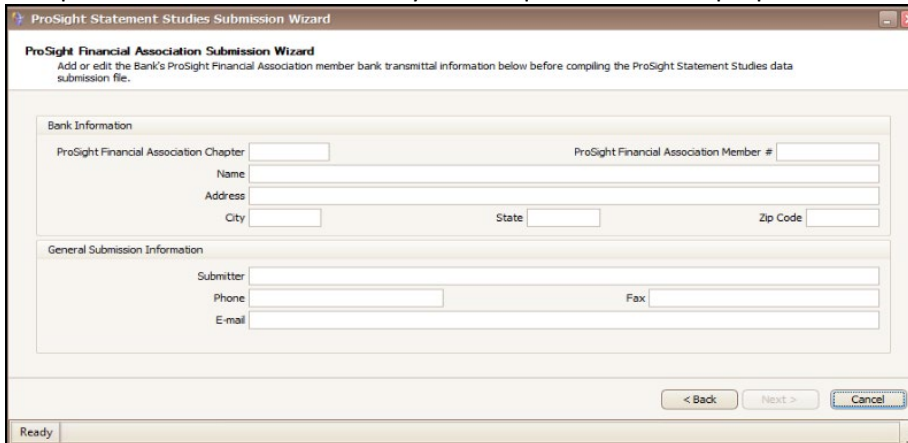 ProSight Statement Studies Submission Wizard
ProSight Financial Association Submission Wizard
Add or edit the Bank's ProSight Financial Association member bank transmittal information below before compiling the ProSight Statement Studies data
submission file.
Bank Information
ProSight Financial Association Chapter ProSight Financial Association Member #
Name
Address
City State Zip Code
General Submission Information
Submitter
Phone Fax
E-mail
< Back Next > Cancel
Ready